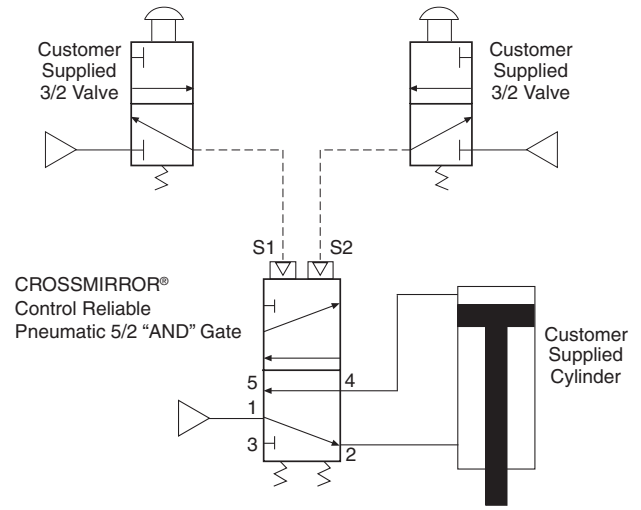 Customer
Supplied
3/2 Valve
Customer
Supplied
3/2 Valve
S1
S2
CROSSMIRROR®
Control Reliable
Pneumatic 5/2 “AND” Gate
5
4
1
3
2
Customer
Supplied
Cylinder